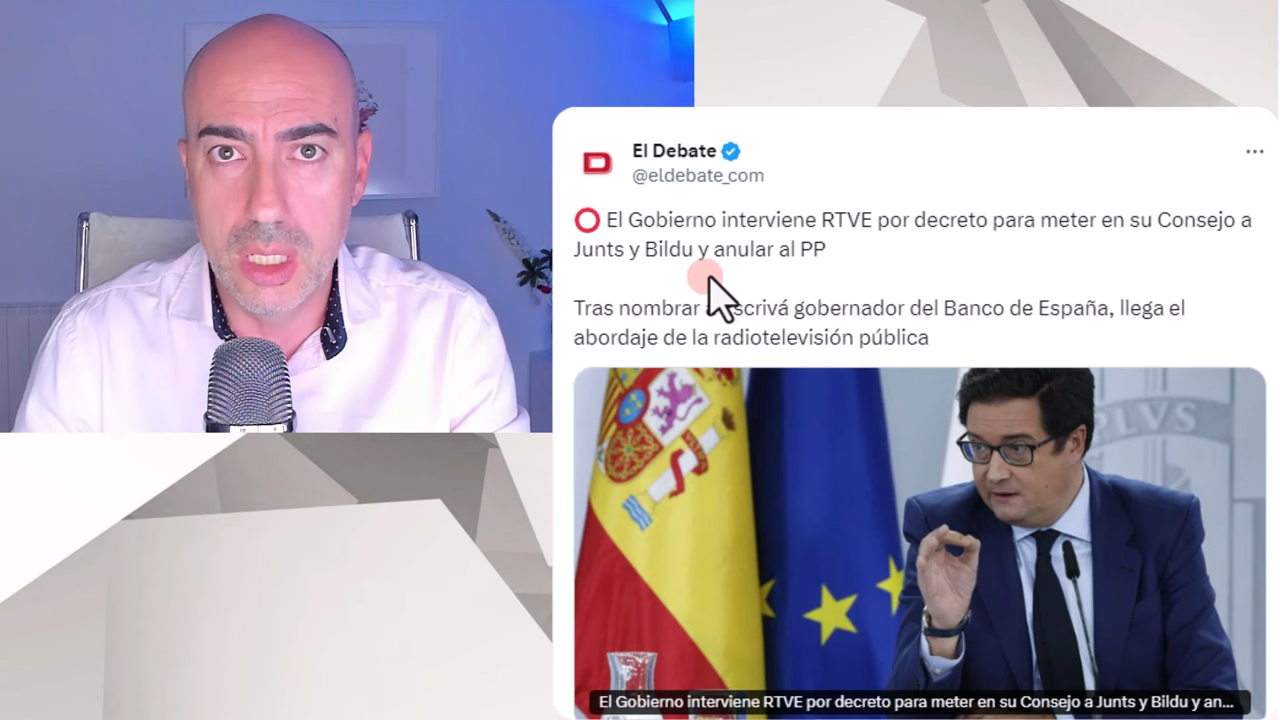 El Debate
@eldebate_com
El Gobierno interviene RTVE por decreto para meter en su Consejo a
Junts y Bildu y anular al PP
Tras nombrar scrivá gobernador del Banco de España, llega el
abordaje de la radiotelevisión pública
PLVS
El Gobierno interviene RTVE por decreto para meter en su Consejo a Junts y Bildu y an...